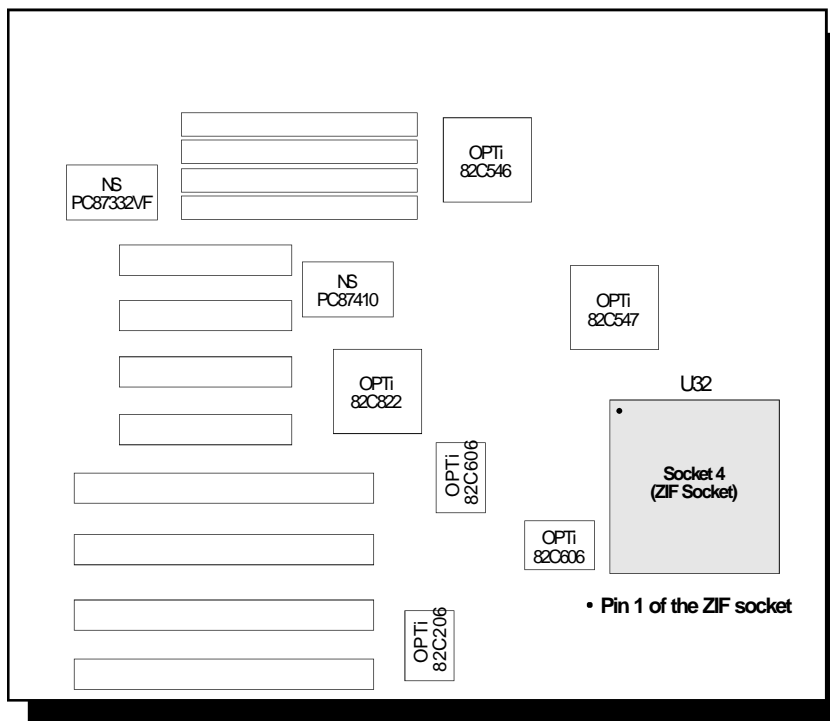 OPTi
82C546
NS
PC87332VF
NS
PC87410
OPTi
82C547
OPTi
82C822
U32
OPTi
82C606
Socket 4
(ZIF Socket)
OPTi
82C606
• Pin 1 of the ZIF socket
OPTi
82C206